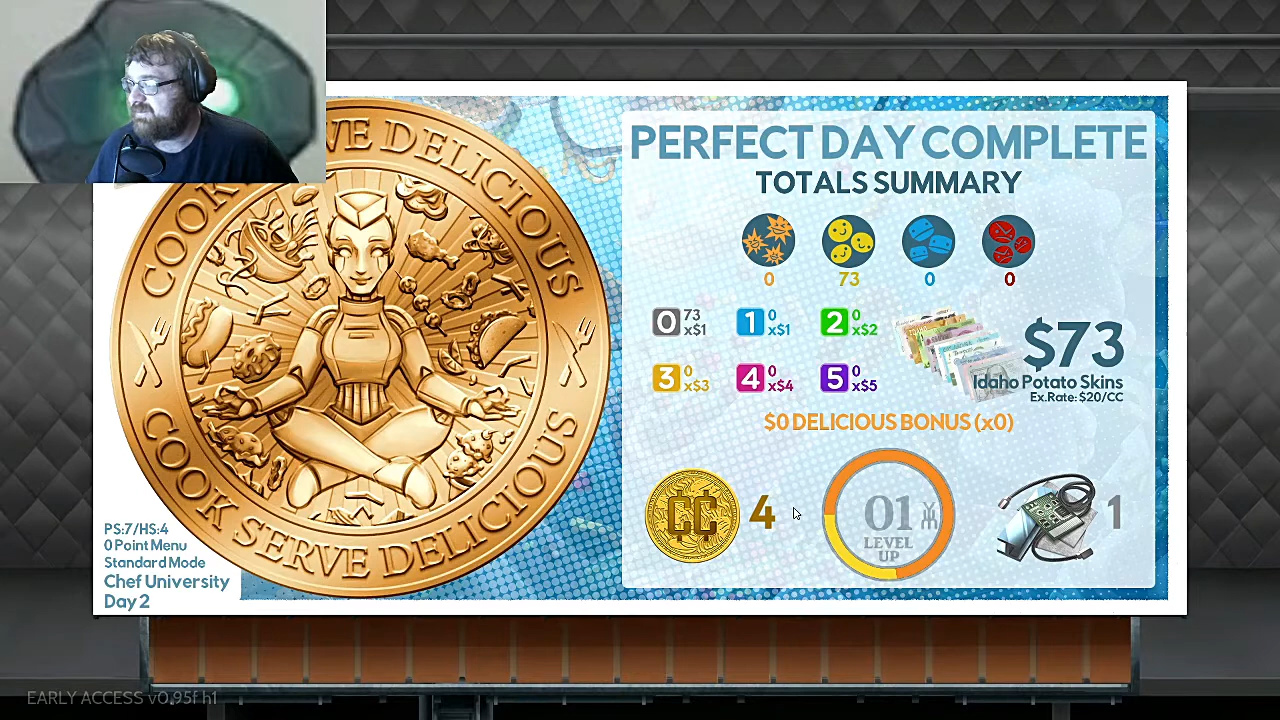 COOK SERVE DELICIOUS
COOK SERVE DELICIOUS
PERFECT DAY COMPLETE
TOTALS SUMMARY
0 73 0 0
0 73 x$1 1 0 x$1 2 0 x$2
3 0 x$3 4 0 x$4 5 0 x$5
$73
Idaho Potato Skins
Ex.Rate: $20/CC
$0 DELICIOUS BONUS (x0)
CC 4
01
LEVEL
UP
1
PS:7/HS:4
0 Point Menu
Standard Mode
Chef University
Day 2
EARLY ACCESS v0.95f h1